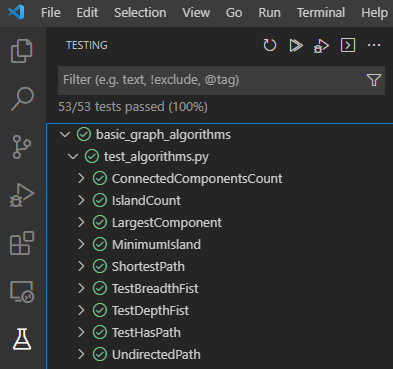 File Edit Selection View Go Run Terminal Help
TESTING
Filter (e.g. text, !exclude, @tag)
53/53 tests passed (100%)
basic_graph_algorithms
test_algorithms.py
ConnectedComponentsCount
IslandCount
LargestComponent
MinimumIsland
ShortestPath
TestBreadthFist
TestDepthFist
TestHasPath
UndirectedPath